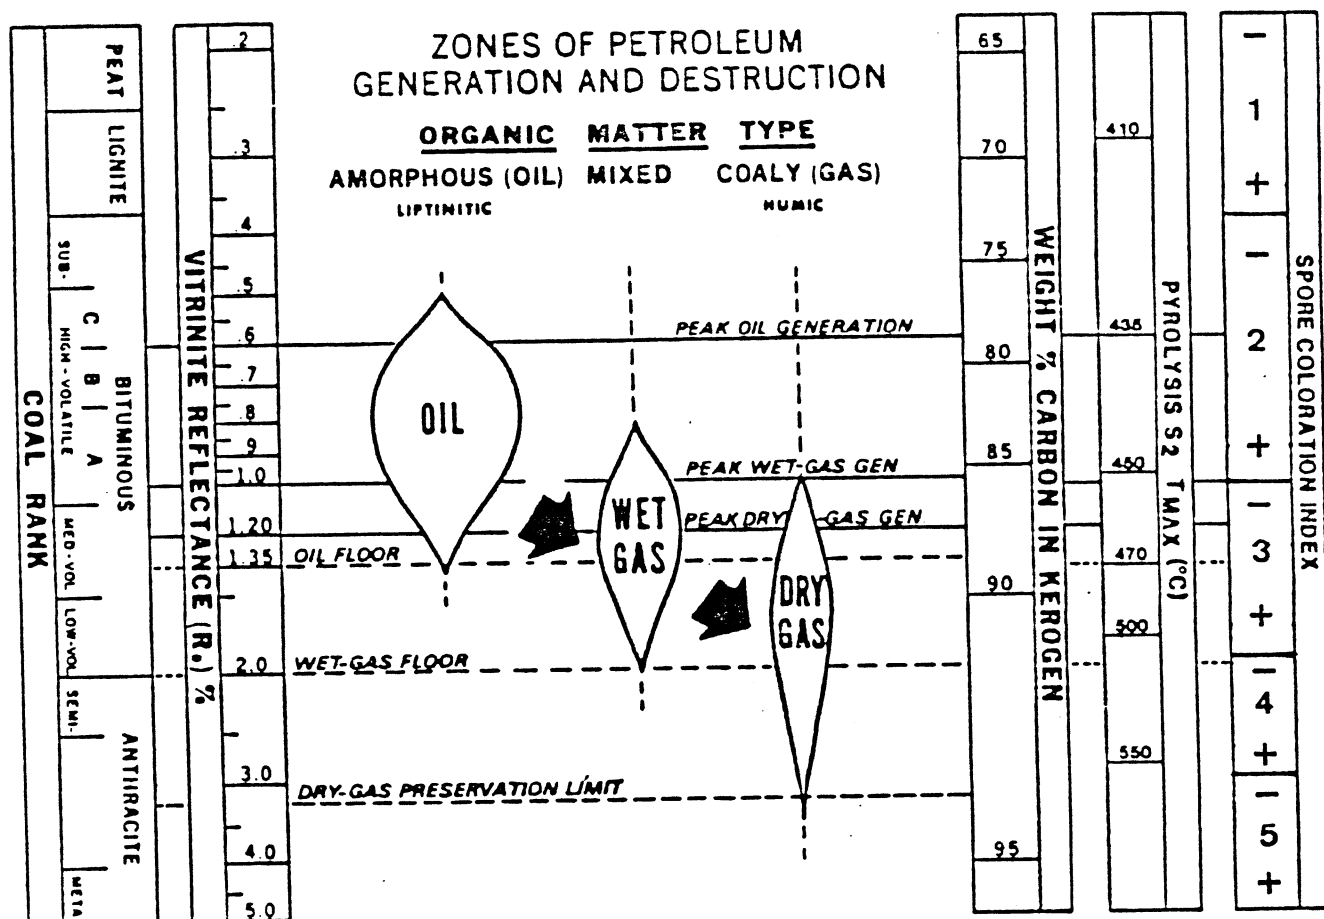 ZONES OF PETROLEUM
GENERATION AND DESTRUCTION
ORGANIC MATTER TYPE
AMORPHOUS (OIL) MIXED COALY (GAS)
LIPTINITIC HUMIC
COAL RANK
PEAT
LIGNITE
SUB-
HIGH-VOLATILE
C
B
A
BITUMINOUS
MED-VOL
LOW-VOL
SEMI-
ANTHRACITE
META
VITRINITE REFLECTANCE (Ro) %
.2
.3
.4
.5
.6
.7
.8
.9
1.0
1.20
1.35
2.0
3.0
4.0
5.0
PEAK OIL GENERATION
OIL
PEAK WET-GAS GEN
WET
GAS
PEAK DRY-GAS GEN
OIL FLOOR
DRY
GAS
WET-GAS FLOOR
DRY-GAS PRESERVATION LIMIT
WEIGHT % CARBON IN KEROGEN
65
70
75
80
85
90
95
PYROLYSIS S2 TMAX (°C)
410
435
450
470
500
550
SPORE COLORATION INDEX
-
1
+
-
2
+
-
3
+
-
4
+
-
5
+